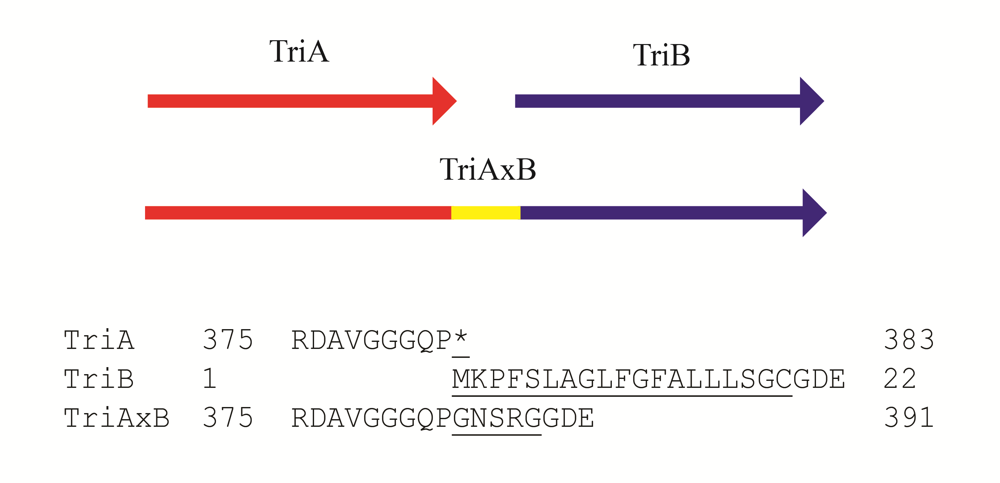 TriA
TriB
TriAxB
TriA 375 RDAVGGGQP* 383
TriB 1 MKPFSLAGLFGFALLLSGCGDE 22
TriAxB 375 RDAVGGGQPGNSRGGDE 391